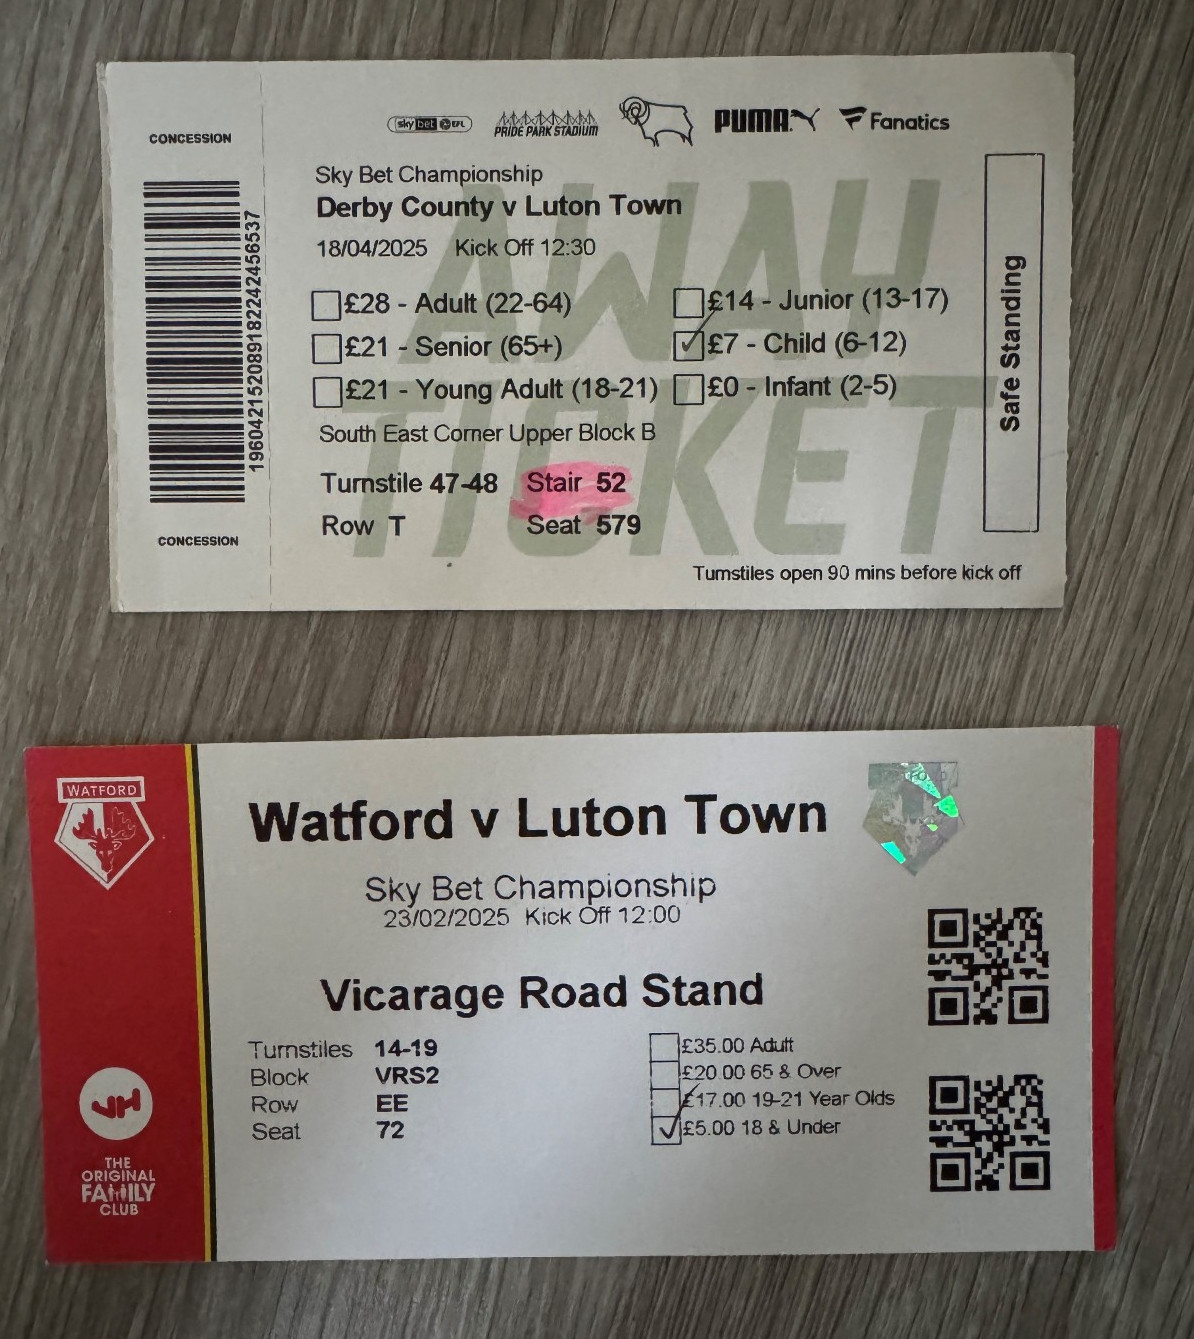 CONCESSION
19604215208918224245653​7
CONCESSION
sky bet EFL
PRIDE PARK STADIUM
PUMA
Fanatics
AWAY
TICKET
Sky Bet Championship
Derby County v Luton Town
18/04/2025 Kick Off 12:30
£28 - Adult (22-64)
£14 - Junior (13-17)
£21 - Senior (65+)
£7 - Child (6-12)
£21 - Young Adult (18-21)
£0 - Infant (2-5)
South East Corner Upper Block B
Turnstile 47-48 Stair 52
Row T Seat 579
Turnstiles open 90 mins before kick off
Safe Standing
WATFORD
THE
ORIGINAL
FAMILY
CLUB
Watford v Luton Town
Sky Bet Championship
23/02/2025 Kick Off 12:00
Vicarage Road Stand
Turnstiles 14-19
Block VRS2
Row EE
Seat 72
£35.00 Adult
£20.00 65 & Over
£17.00 19-21 Year Olds
£5.00 18 & Under